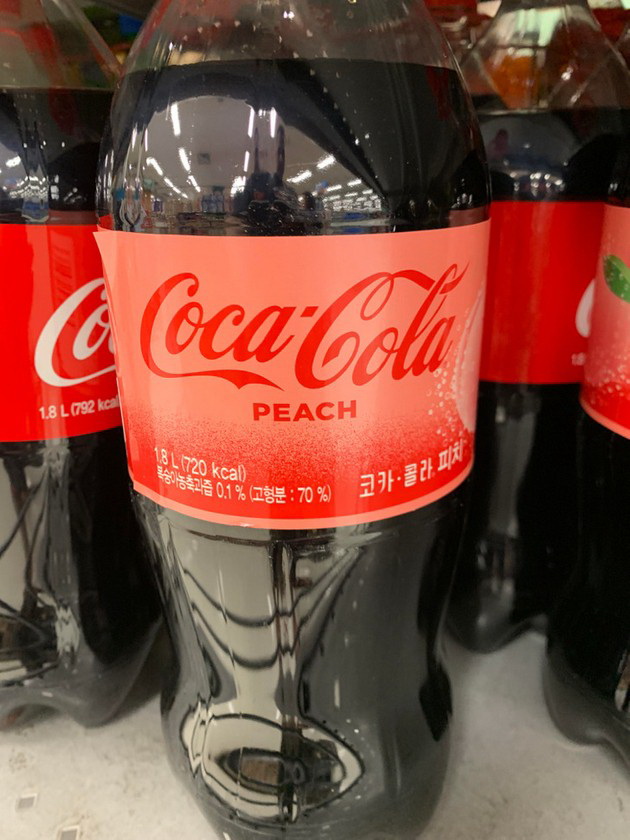 Coca-Cola
PEACH
1.8 L (720 kcal)
복숭아농축과즙 0.1 % (고형분 : 70 %)
코카·콜라 피치
1.8 L (792 kcal